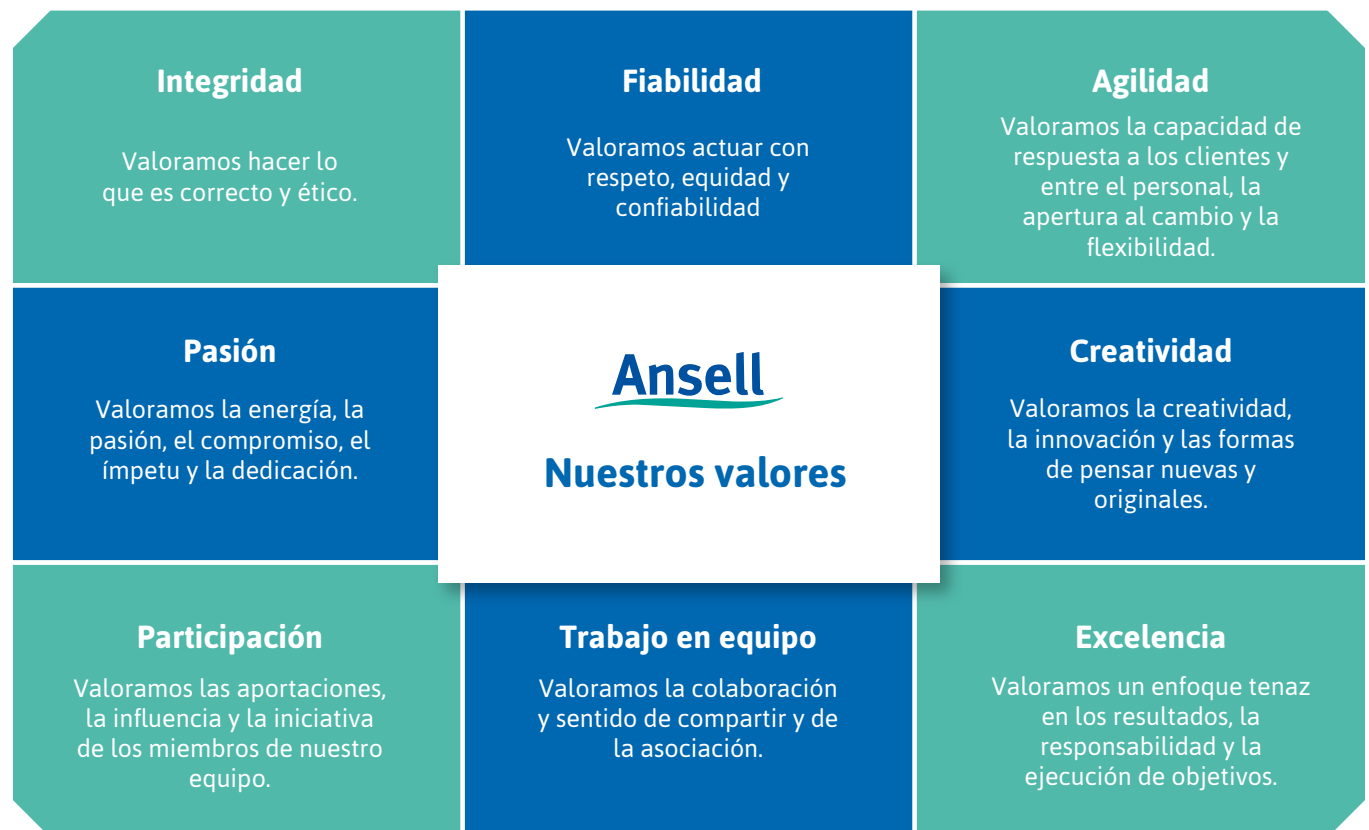 Integridad
Valoramos hacer lo
que es correcto y ético.
Fiabilidad
Valoramos actuar con
respeto, equidad y
confiabilidad
Agilidad
Valoramos la capacidad de
respuesta a los clientes y
entre el personal, la
apertura al cambio y la
flexibilidad.
Pasión
Valoramos la energía, la
pasión, el compromiso, el
ímpetu y la dedicación.
Ansell
Nuestros valores
Creatividad
Valoramos la creatividad,
la innovación y las formas
de pensar nuevas y
originales.
Participación
Valoramos las aportaciones,
la influencia y la iniciativa
de los miembros de nuestro
equipo.
Trabajo en equipo
Valoramos la colaboración
y sentido de compartir y de
la asociación.
Excelencia
Valoramos un enfoque tenaz
en los resultados, la
responsabilidad y la
ejecución de objetivos.